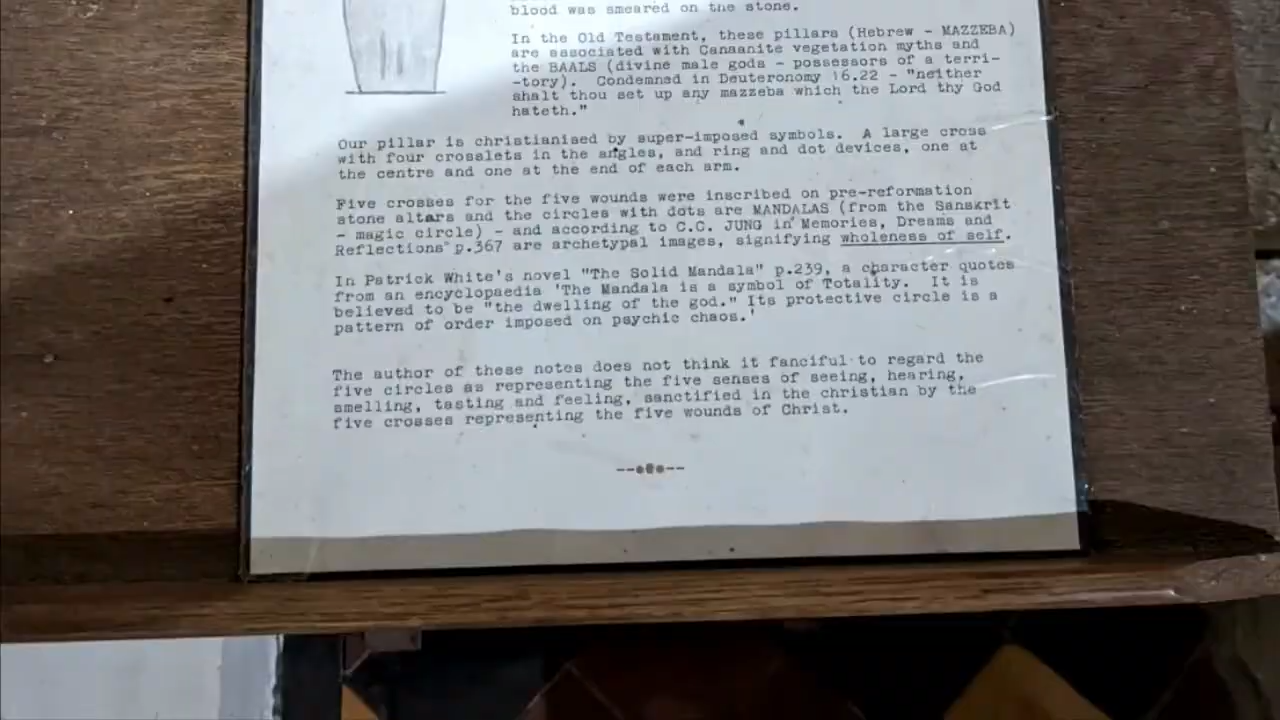 blood was smeared on the stone.
In the Old Testament, these pillars (Hebrew - MAZZEBA)
are associated with Canaanite vegetation myths and
the BAALS (divine male gods - possessors of a terri-
-tory). Condemned in Deuteronomy 16.22 - "neither
shalt thou set up any mazzeba which the Lord thy God
hateth."
Our pillar is christianised by super-imposed symbols. A large cross
with four crosslets in the angles, and ring and dot devices, one at
the centre and one at the end of each arm.
Five crosses for the five wounds were inscribed on pre-reformation
stone altars and the circles with dots are MANDALAS (from the Sanskrit
- magic circle) - and according to C.C. JUNG in Memories, Dreams and
Reflections" p.367 are archetypal images, signifying wholeness of self.
In Patrick White's novel "The Solid Mandala" p.239, a character quotes
from an encyclopaedia 'The Mandala is a symbol of Totality. It is
believed to be "the dwelling of the god." Its protective circle is a
pattern of order imposed on psychic chaos.'
The author of these notes does not think it fanciful to regard the
five circles as representing the five senses of seeing, hearing,
smelling, tasting and feeling, sanctified in the christian by the
five crosses representing the five wounds of Christ.